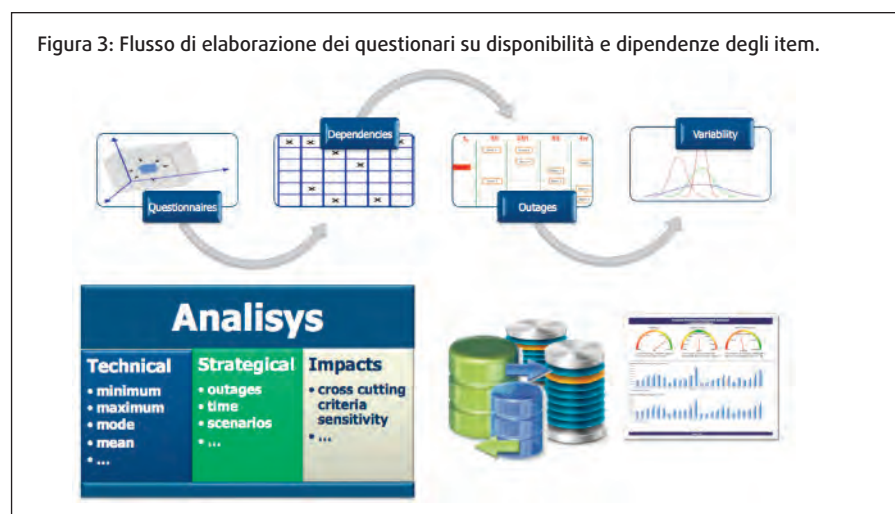 Figura 3: Flusso di elaborazione dei questionari su disponibilità e dipendenze degli item.
Questionnaires
Dependencies
Outages
Variability
Analisys
Technical
• minimum
• maximum
• mode
• mean
• ...
Strategical
• outages
• time
• scenarios
• ...
Impacts
• cross cutting
criteria
sensitivity
• ...